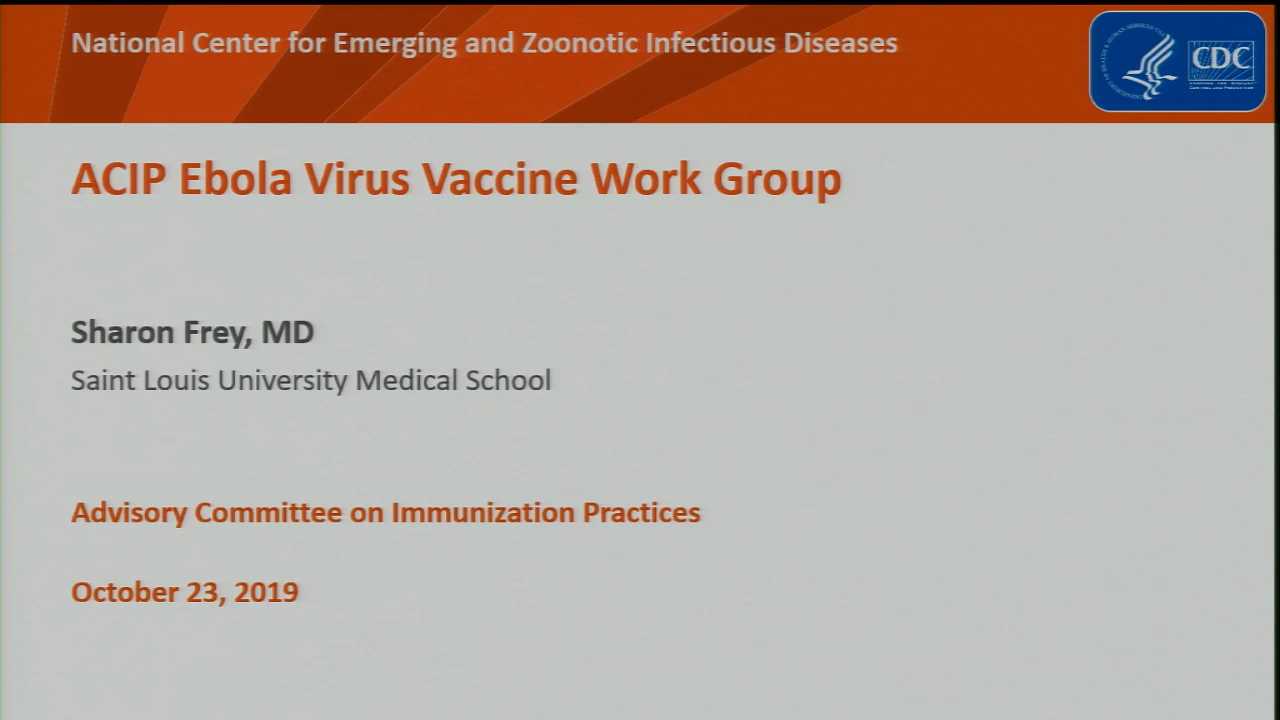 National Center for Emerging and Zoonotic Infectious Diseases
CDC
ACIP Ebola Virus Vaccine Work Group
Sharon Frey, MD
Saint Louis University Medical School
Advisory Committee on Immunization Practices
October 23, 2019